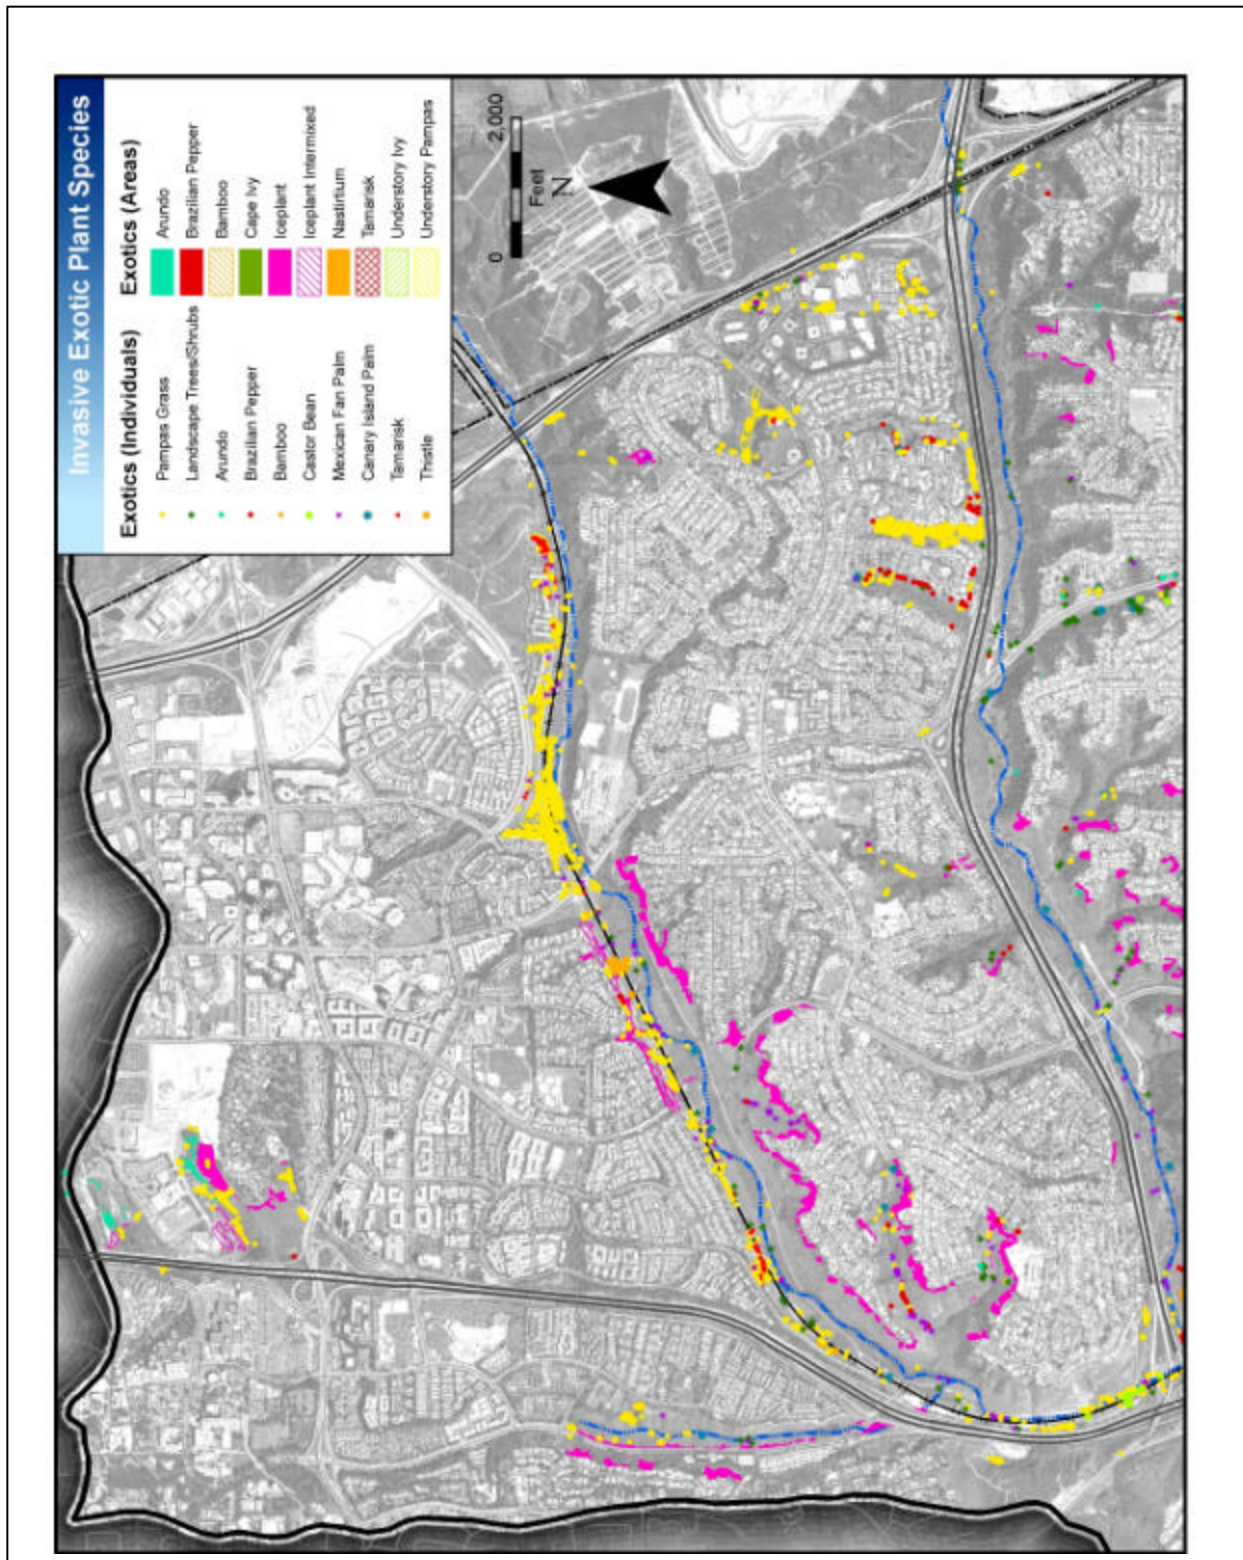 Invasive Exotic Plant Species
Exotics (Individuals)
Pampas Grass
Landscape Trees/Shrubs
Arundo
Brazilian Pepper
Bamboo
Castor Bean
Mexican Fan Palm
Canary Island Palm
Tamarisk
Thistle
Exotics (Areas)
Arundo
Brazilian Pepper
Bamboo
Cape Ivy
Iceplant
Iceplant Intermixed
Nastirtium
Tamarisk
Understory Ivy
Understory Pampas
0 2,000
Feet
N